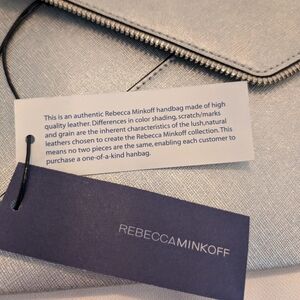 This is an authentic Rebecca Minkoff handbag made of high
quality leather. Differences in color shading, scratch/marks
and grain are the inherent characteristics of the lush,natural
leathers chosen to create the Rebecca Minkoff collection. This
means no two pieces are the same, enabling each customer to
purchase a one-of-a-kind hanbag.
REBECCAMINKOFF